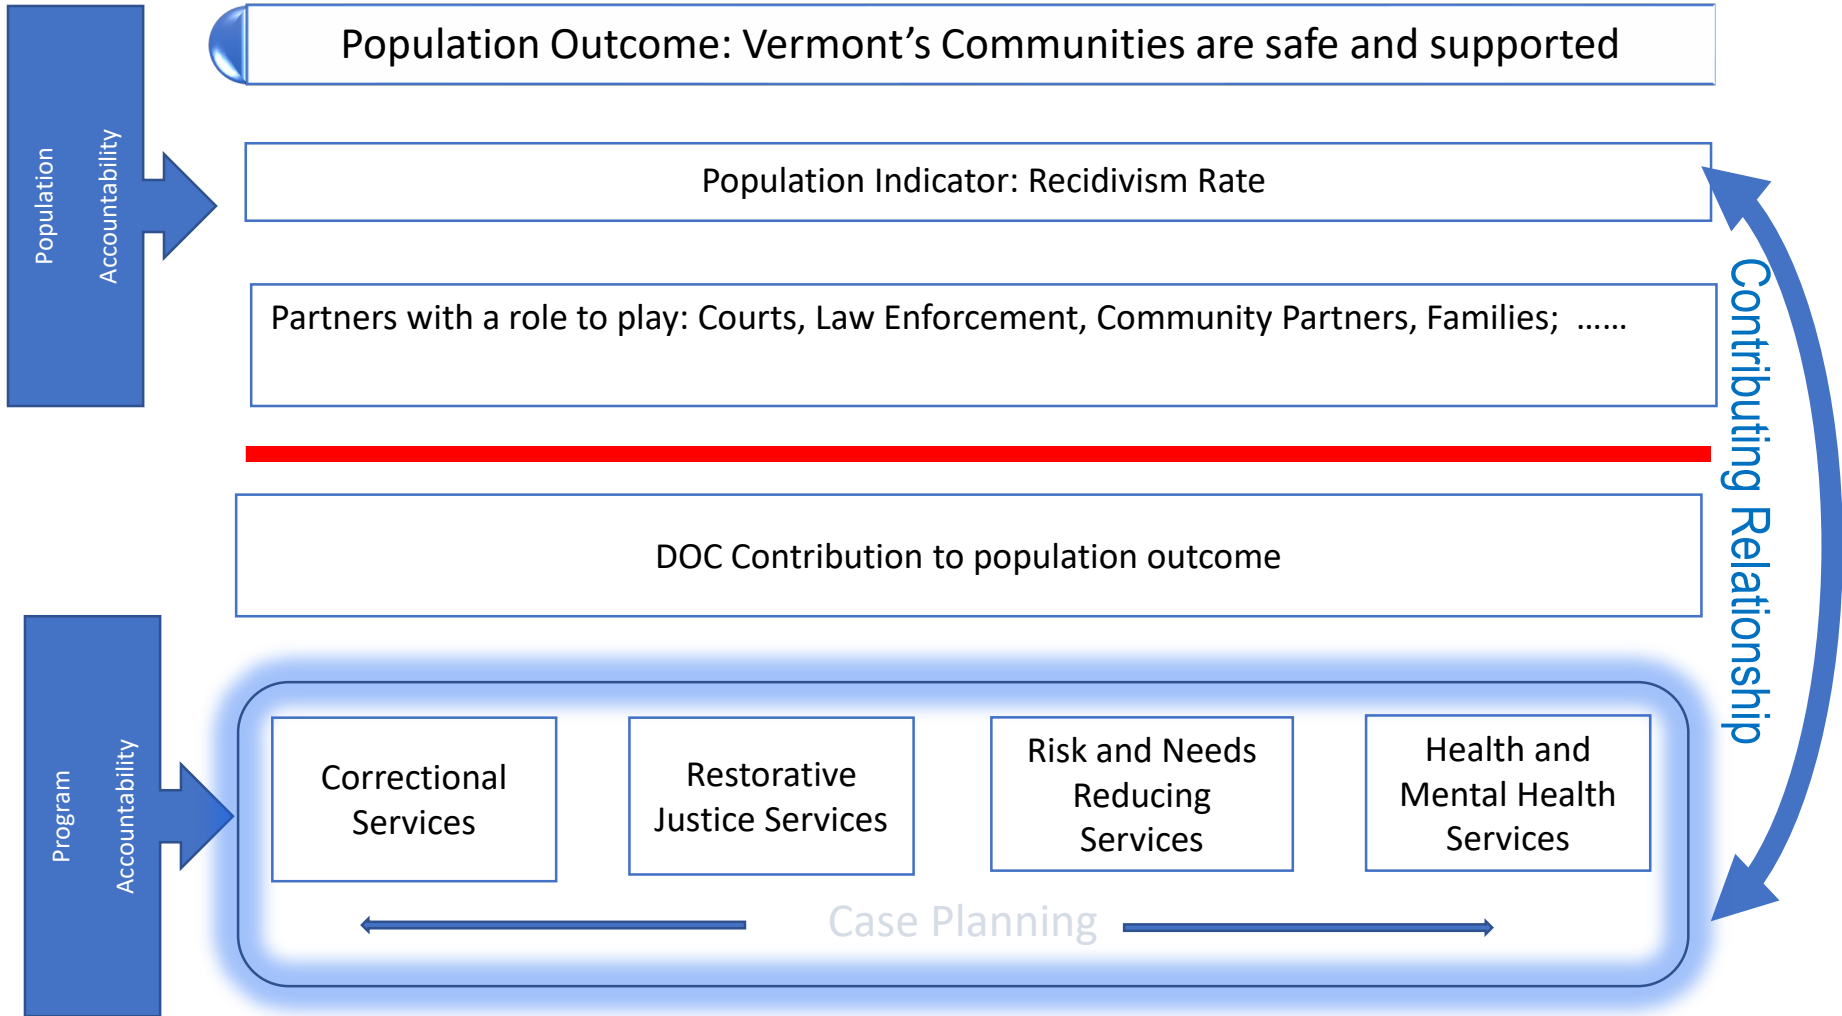 Population Outcome: Vermont’s Communities are safe and supported
Population
Accountability
Population Indicator: Recidivism Rate
Partners with a role to play: Courts, Law Enforcement, Community Partners, Families;  ......
Contributing Relationship
DOC Contribution to population outcome
Program
Accountability
Correctional
Services
Restorative
Justice Services
Risk and Needs
Reducing
Services
Health and
Mental Health
Services
Case Planning